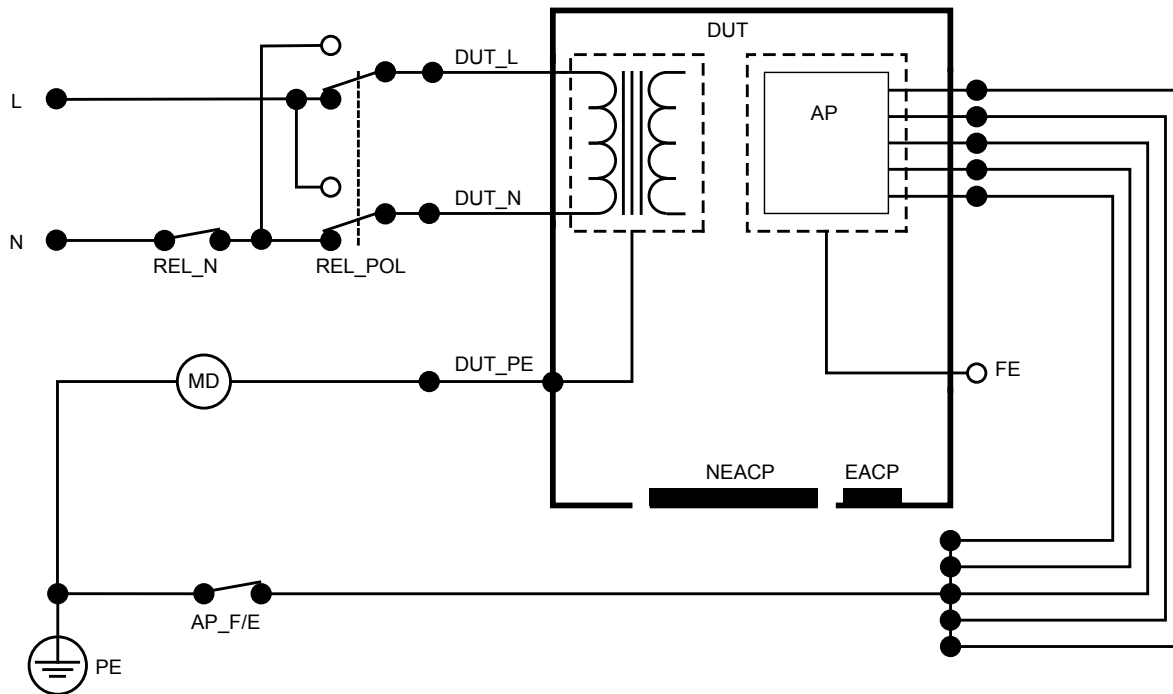 DUT
DUT_L
L
AP
DUT_N
N
REL_N
REL_POL
DUT_PE
FE
MD
NEACP
EACP
AP_F/E
PE